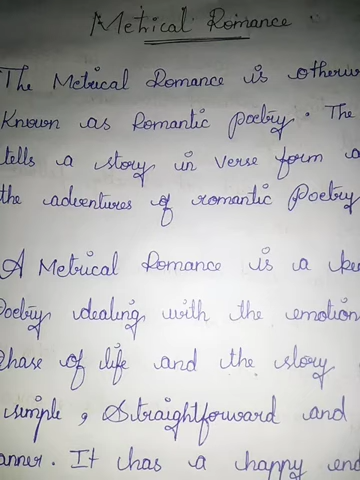 Metrical Romance
The Metrical Romance is otherwi
Known as Romantic poetry. The
tells a story in verse form a
the adventures of romantic Poetry
A Metrical Romance is a
Poetry dealing with the emotion
Phase of life and the story
simple, Straightforward and
anner. It has a happy end